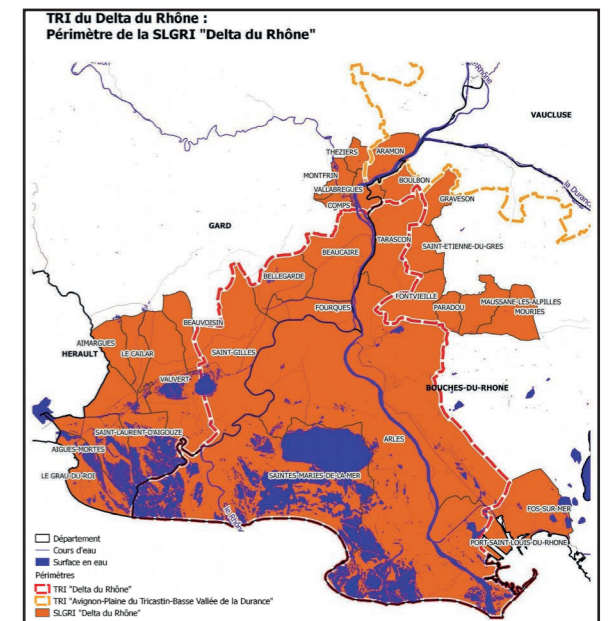 TRI du Delta du Rhône :
Périmètre de la SLGRI "Delta du Rhône"
Rhône
VAUCLUSE
ARAMON
THEZIERS
MONTFRIN
BOULBON
la Durance
VALLABREGUES
GRAVESON
COMPS
GARD
TARASCON
SAINT-ETIENNE-DU-GRES
BEAUCAIRE
BELLEGARDE
FONTVIEILLE
MAUSSANE-LES-ALPILLES
FOURQUES
PARADOU
MOURIES
BEAUVOISIN
AIMARGUES
HERAULT
LE CAILAR
SAINT-GILLES
VAUVERT
BOUCHES-DU-RHONE
SAINT-LAURENT-D'AIGOUZE
ARLES
AIGUES-MORTES
LE GRAU-DU-ROI
SAINTES-MARIES-DE-LA-MER
FOS-SUR-MER
le Rhône
PORT-SAINT-LOUIS-DU-RHONE
Département
Cours d'eau
Surface en eau
Périmètres
TRI "Delta du Rhône"
TRI "Avignon-Plaine du Tricastin-Basse Vallée de la Durance"
SLGRI "Delta du Rhône"